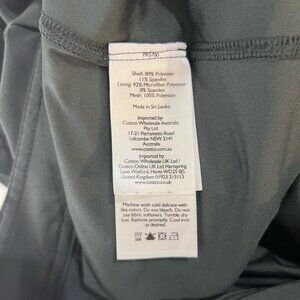 PR5760
Shell: 89% Polyester
11% Spandex
Lining: 92% Microfiber Polyester
8% Spandex
Mesh: 100% Polyester
Made in Sri Lanka
Imported by:
Costco Wholesale Australia
Pty Ltd
17-21 Parramatta Road
Lidcombe NSW 2141
Australia
www.costco.com.au
Imported by:
Costco Wholesale UK Ltd /
Costco Online UK Ltd Hartspring
Lane Watford, Herts WD25 8JS
United Kingdom 01923 213113
www.costco.co.uk
Machine wash cold delicate with
like colors. Do not bleach. Do not
use fabric softeners. Tumble dry
low. Remove promptly. Cool iron
as desired.